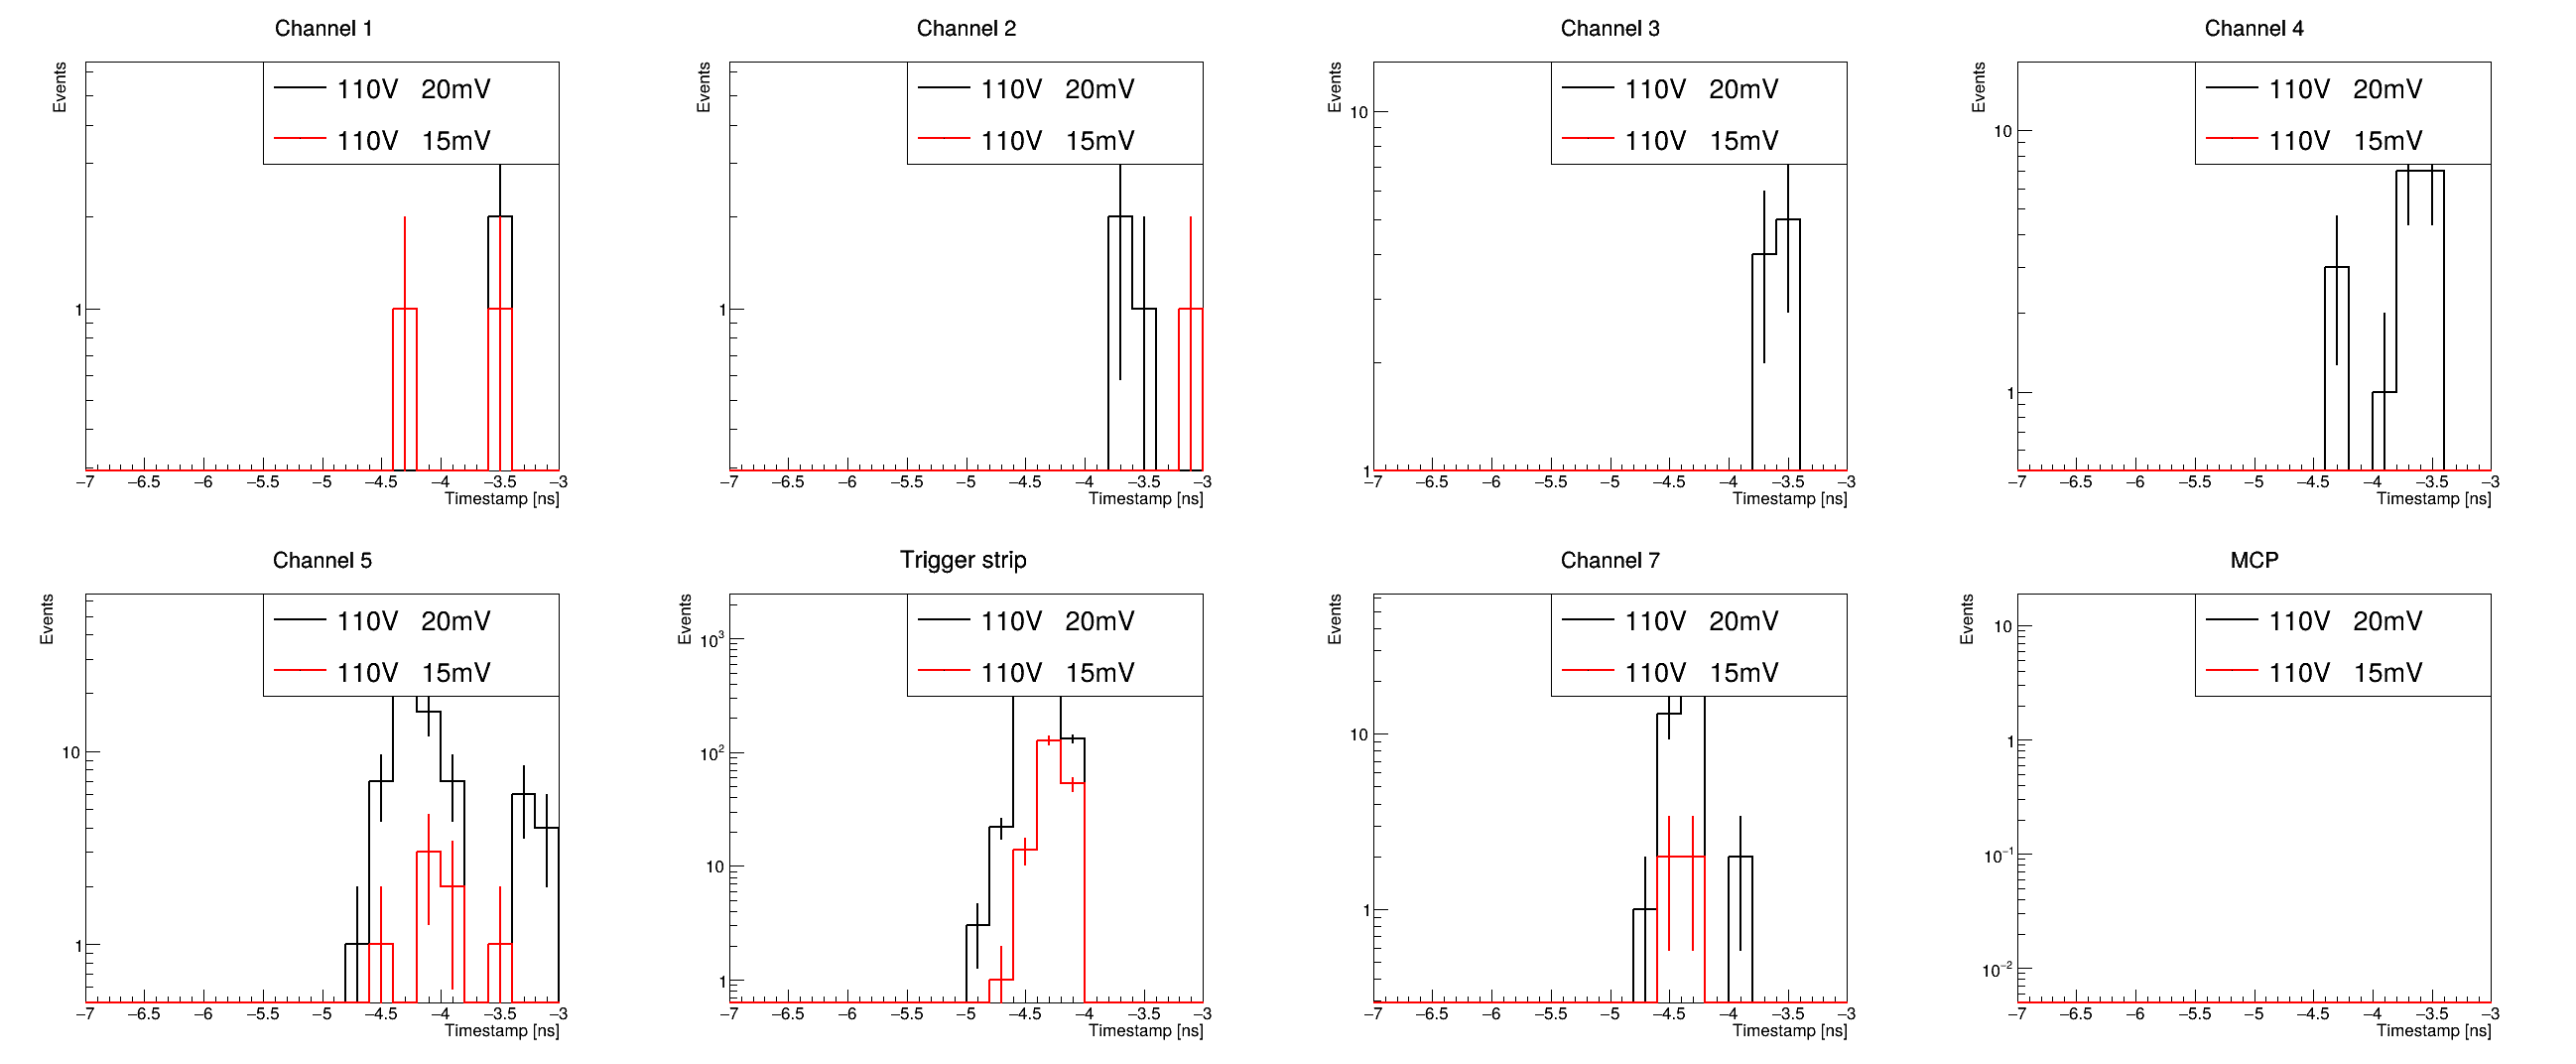 Channel 1
Events
110V 20mV
110V 15mV
1
−7 −6.5 −6 −5.5 −5 −4.5 −4 −3.5 −3
Timestamp [ns]
Channel 2
Events
110V 20mV
110V 15mV
1
−7 −6.5 −6 −5.5 −5 −4.5 −4 −3.5 −3
Timestamp [ns]
Channel 3
Events
110V 20mV
110V 15mV
10
1
−7 −6.5 −6 −5.5 −5 −4.5 −4 −3.5 −3
Timestamp [ns]
Channel 4
Events
110V 20mV
110V 15mV
10
1
−7 −6.5 −6 −5.5 −5 −4.5 −4 −3.5 −3
Timestamp [ns]
Channel 5
Events
110V 20mV
110V 15mV
10
1
−7 −6.5 −6 −5.5 −5 −4.5 −4 −3.5 −3
Timestamp [ns]
Trigger strip
Events
110V 20mV
110V 15mV
10³
10²
10
1
−7 −6.5 −6 −5.5 −5 −4.5 −4 −3.5 −3
Timestamp [ns]
Channel 7
Events
110V 20mV
110V 15mV
10
1
−7 −6.5 −6 −5.5 −5 −4.5 −4 −3.5 −3
Timestamp [ns]
MCP
Events
110V 20mV
110V 15mV
10
1
10⁻¹
10⁻²
−7 −6.5 −6 −5.5 −5 −4.5 −4 −3.5 −3
Timestamp [ns]